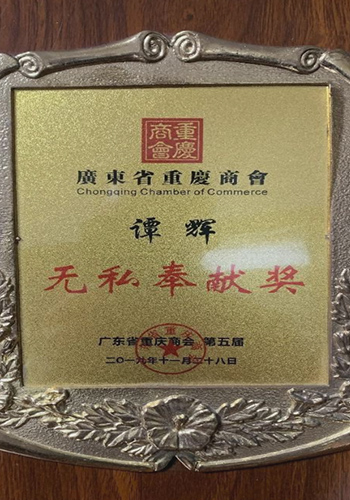 重慶
商會
廣東省重慶商會
Chongqing Chamber of Commerce
谭辉
无私奉献奖
广东省重庆商会 第五届
二〇一九年十一月二十八日